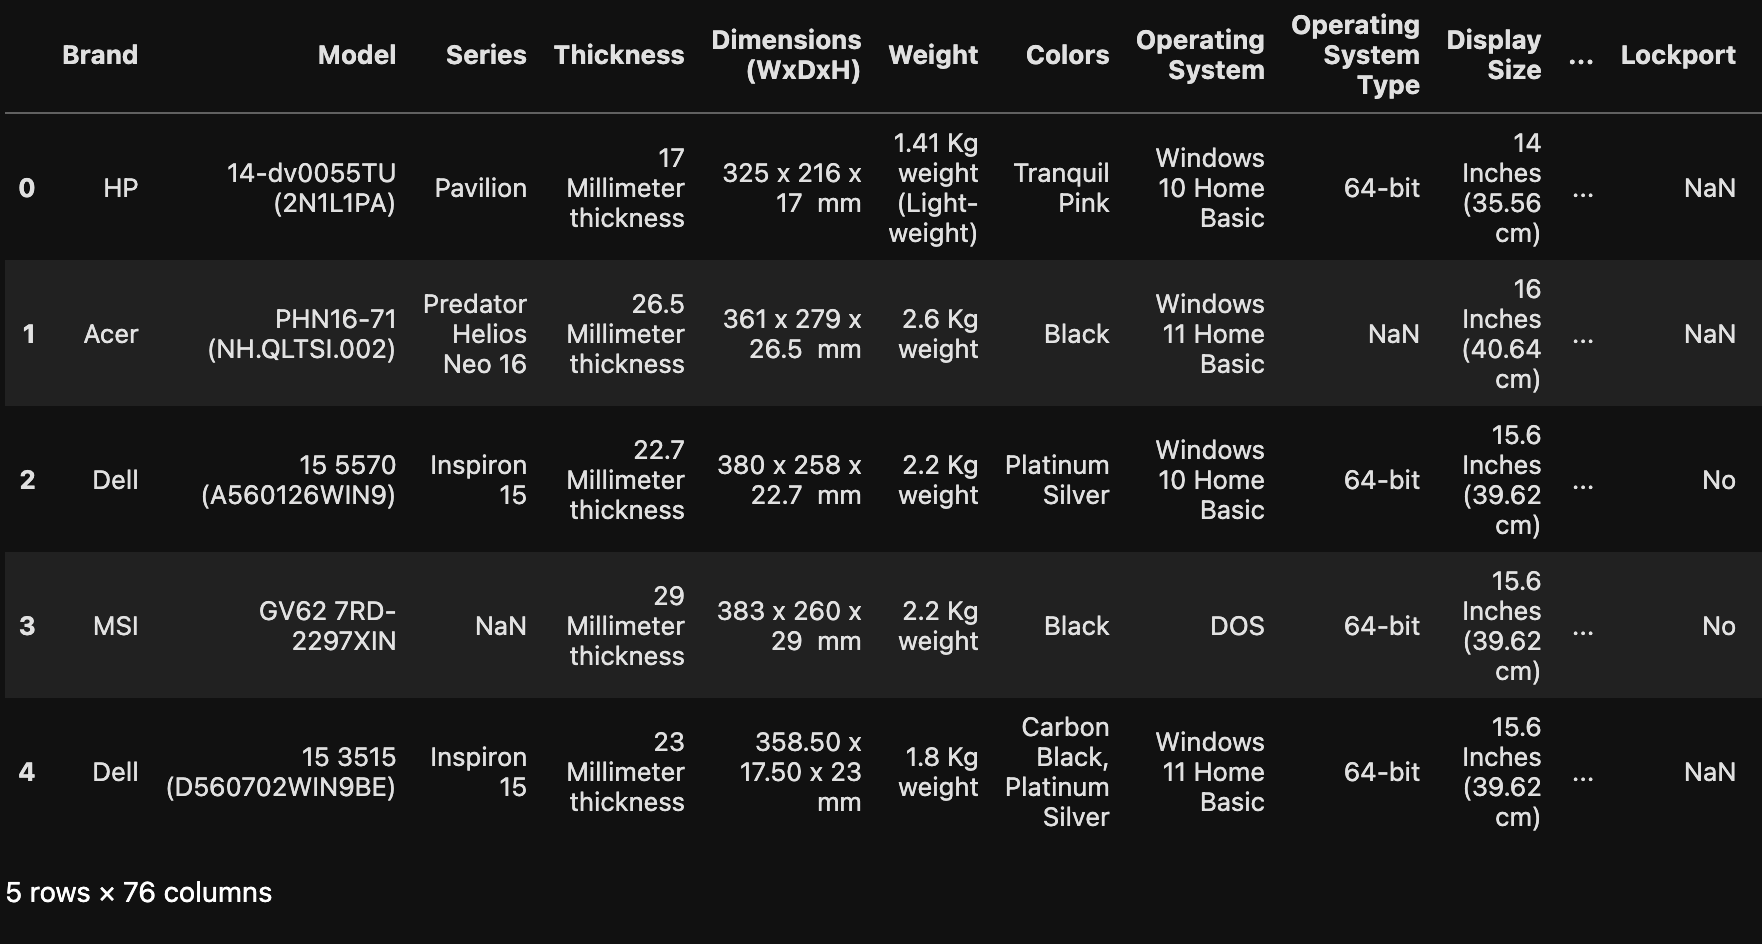 Brand Model Series Thickness Dimensions (WxDxH) Weight Colors Operating System Operating System Type Display Size ... Lockport
0 HP 14-dv0055TU (2N1L1PA) Pavilion 17 Millimeter thickness 325 x 216 x 17 mm 1.41 Kg weight (Light-weight) Tranquil Pink Windows 10 Home Basic 64-bit 14 Inches (35.56 cm) ... NaN
1 Acer PHN16-71 (NH.QLTSI.002) Predator Helios Neo 16 26.5 Millimeter thickness 361 x 279 x 26.5 mm 2.6 Kg weight Black Windows 11 Home Basic NaN 16 Inches (40.64 cm) ... NaN
2 Dell 15 5570 (A560126WIN9) Inspiron 15 22.7 Millimeter thickness 380 x 258 x 22.7 mm 2.2 Kg weight Platinum Silver Windows 10 Home Basic 64-bit 15.6 Inches (39.62 cm) ... No
3 MSI GV62 7RD-2297XIN NaN 29 Millimeter thickness 383 x 260 x 29 mm 2.2 Kg weight Black DOS 64-bit 15.6 Inches (39.62 cm) ... No
4 Dell 15 3515 (D560702WIN9BE) Inspiron 15 23 Millimeter thickness 358.50 x 17.50 x 23 mm 1.8 Kg weight Carbon Black, Platinum Silver Windows 11 Home Basic 64-bit 15.6 Inches (39.62 cm) ... NaN
5 rows × 76 columns